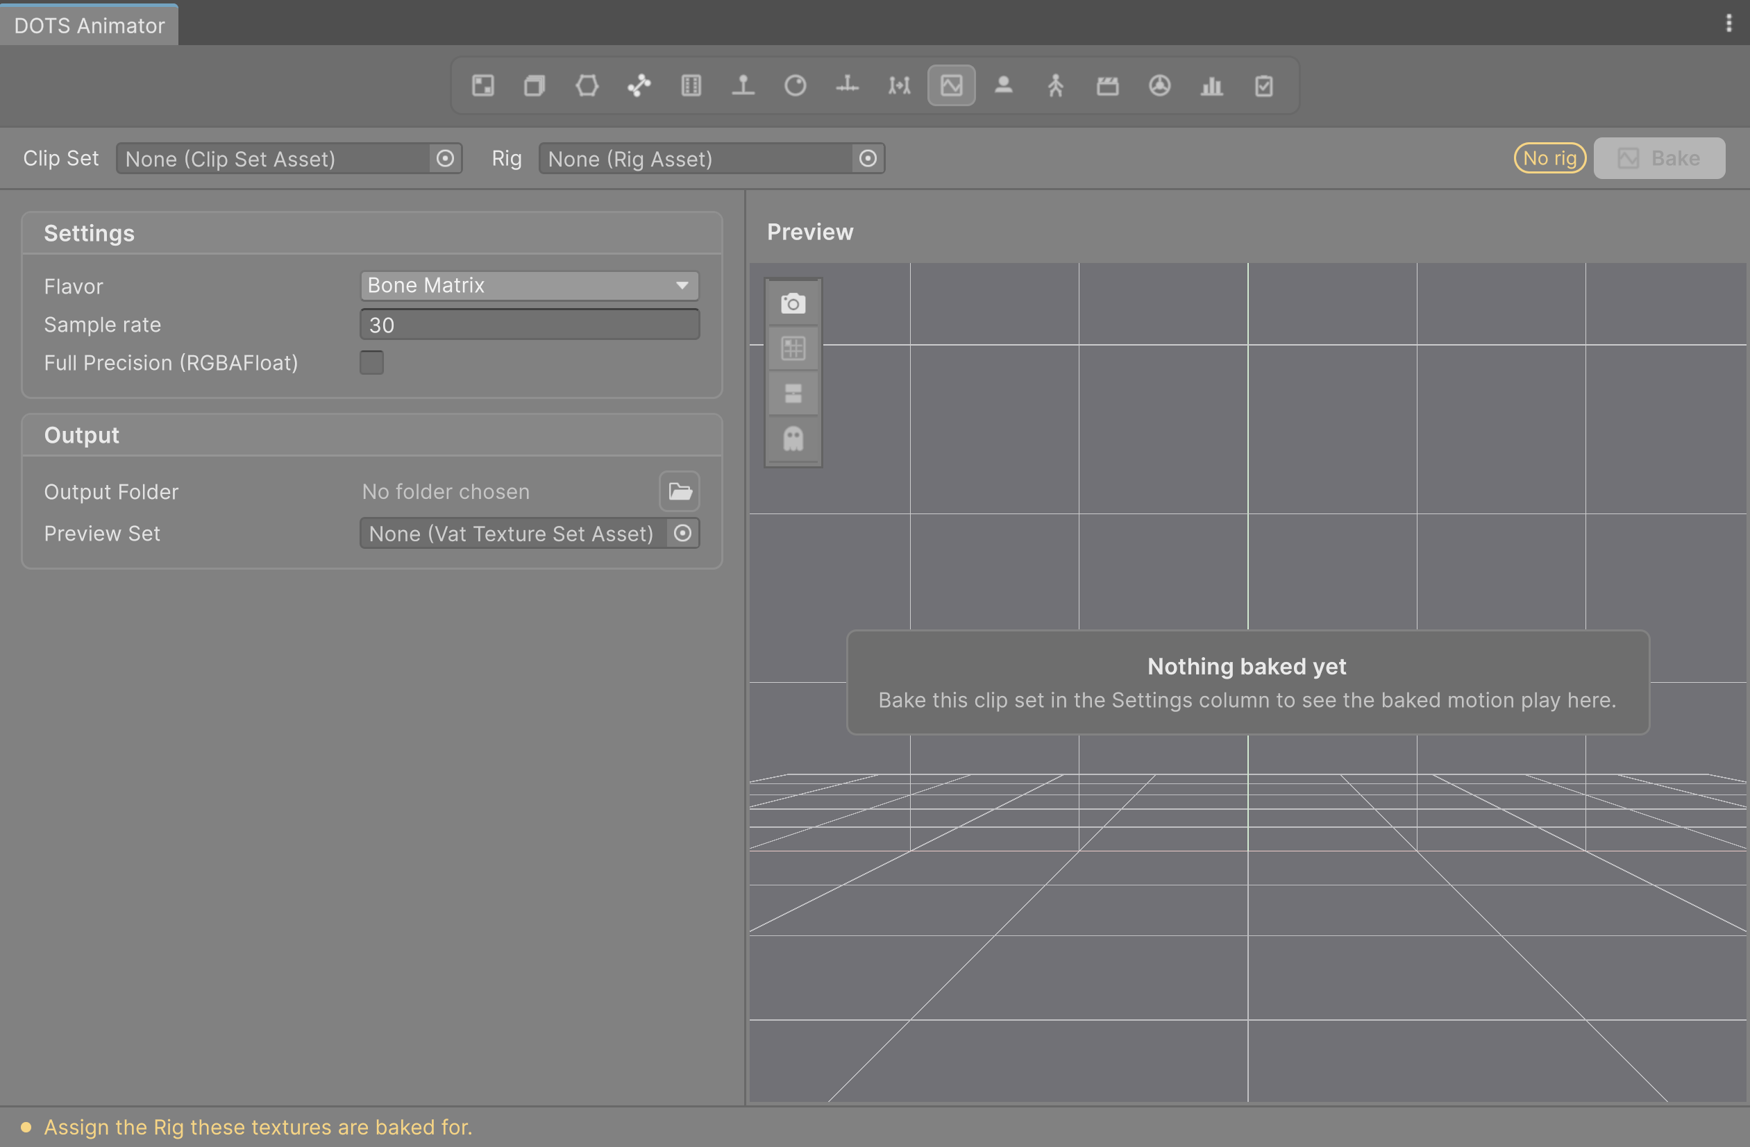 DOTS Animator
Clip Set None (Clip Set Asset) Rig None (Rig Asset) No rig Bake
Settings
Flavor Bone Matrix
Sample rate 30
Full Precision (RGBAFloat)
Output
Output Folder No folder chosen
Preview Set None (Vat Texture Set Asset)
Preview
Nothing baked yet
Bake this clip set in the Settings column to see the baked motion play here.
Assign the Rig these textures are baked for.